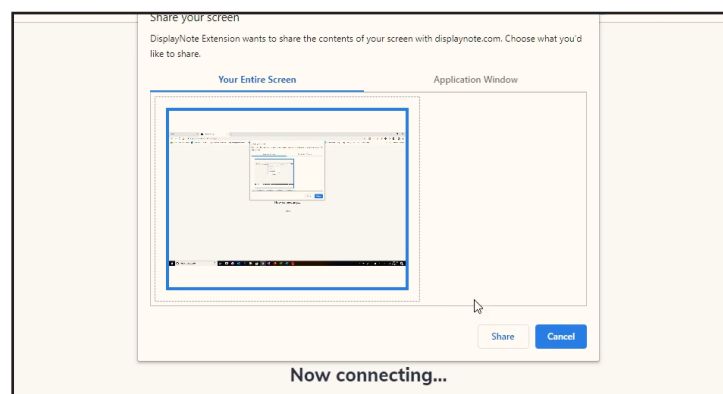 Share your screen
DisplayNote Extension wants to share the contents of your screen with displaynote.com. Choose what you'd
like to share.
Your Entire Screen
Application Window
Share
Cancel
Now connecting...